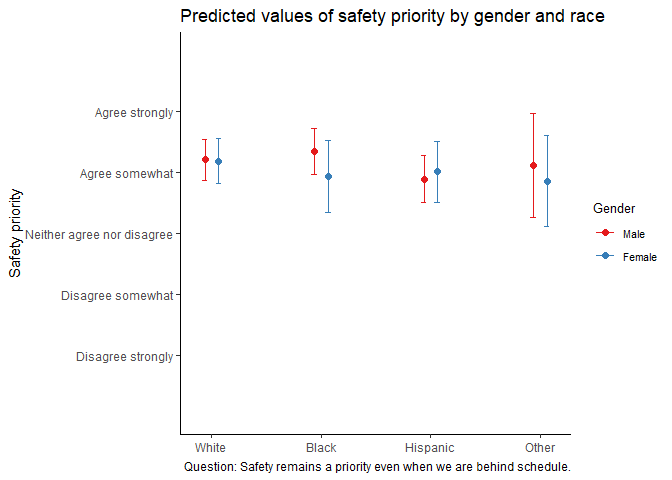 Predicted values of safety priority by gender and race
Safety priority
Agree strongly
Agree somewhat
Neither agree nor disagree
Disagree somewhat
Disagree strongly
White Black Hispanic Other
Question: Safety remains a priority even when we are behind schedule.
Gender
Male
Female